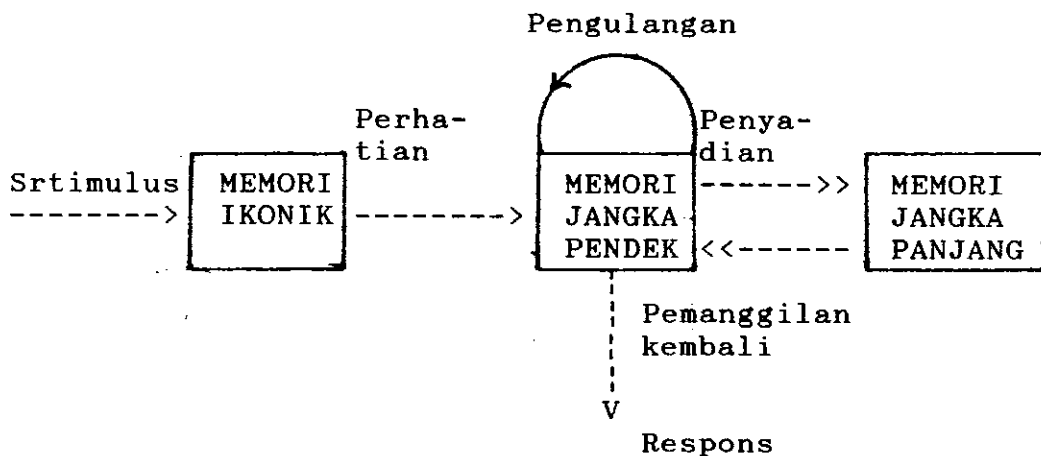 Pengulangan
Perha-
tian
Penya-
dian
Srtimulus
MEMORI
IKONIK
MEMORI
JANGKA
PENDEK
MEMORI
JANGKA
PANJANG
Pemanggilan
kembali
V
Respons